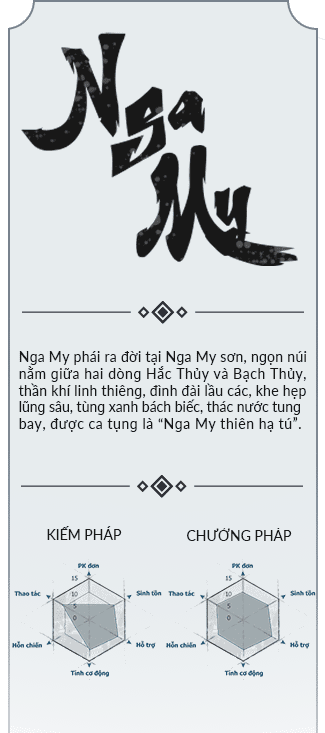 Nga
My
Nga My phái ra đời tại Nga My sơn, ngọn núi
nằm giữa hai dòng Hắc Thủy và Bạch Thủy,
thần khí linh thiêng, đình đài lầu các, khe hẹp
lũng sâu, tùng xanh bách biếc, thác nước tung
bay, được ca tụng là “Nga My thiên hạ tú”.
KIẾM PHÁP
CHƯỞNG PHÁP
PK đơn
15
Thao tác
Sinh tồn
10
5
0
Hỗn chiến
Hỗ trợ
Tính cơ động
PK đơn
15
Thao tác
Sinh tồn
10
5
0
Hỗn chiến
Hỗ trợ
Tính cơ động